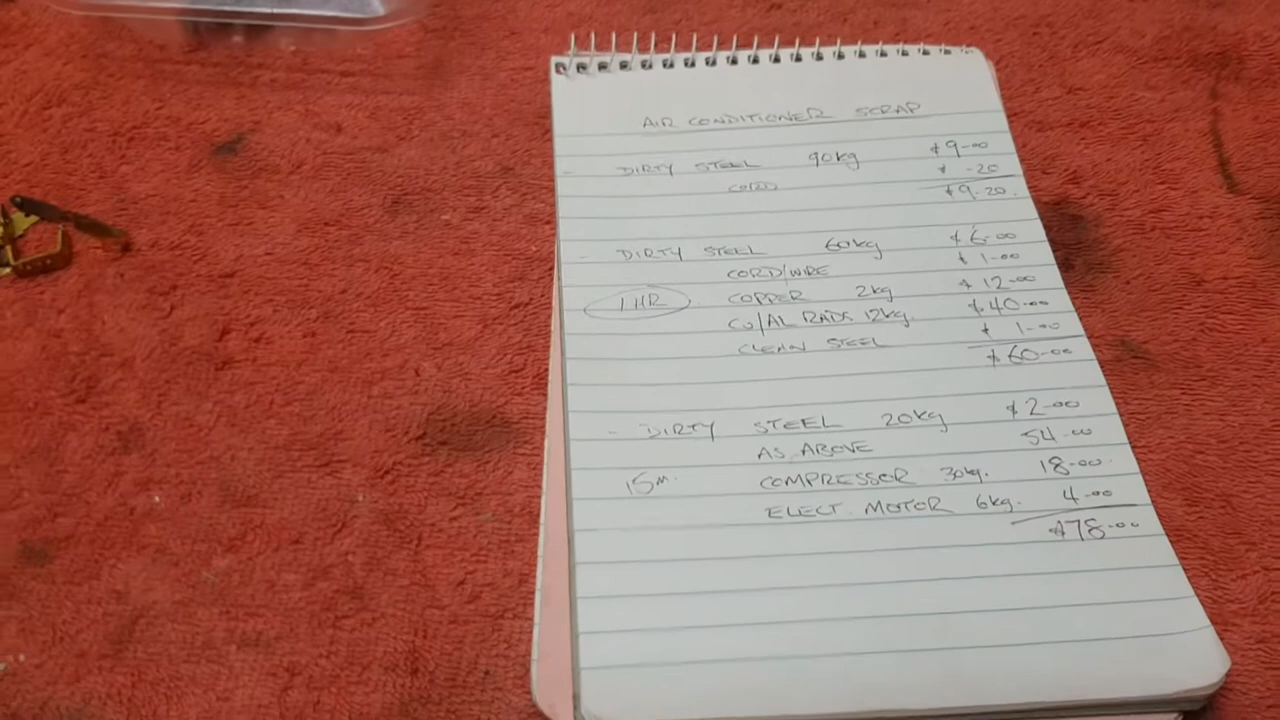 AIR CONDITIONER SCRAP
- DIRTY STEEL 90kg $9-00
CORD $ -20
$9-20.
- DIRTY STEEL 60kg $6-00
CORD/WIRE $1-00
1HR COPPER 2kg $12-00
CU/AL RADS 12kg. $40-00
CLEAN STEEL $1-00
$60-00
- DIRTY STEEL 20kg $2-00
AS ABOVE 54-00
15M. COMPRESSOR 30kg. 18-00
ELECT. MOTOR 6kg. 4-00
$78-00